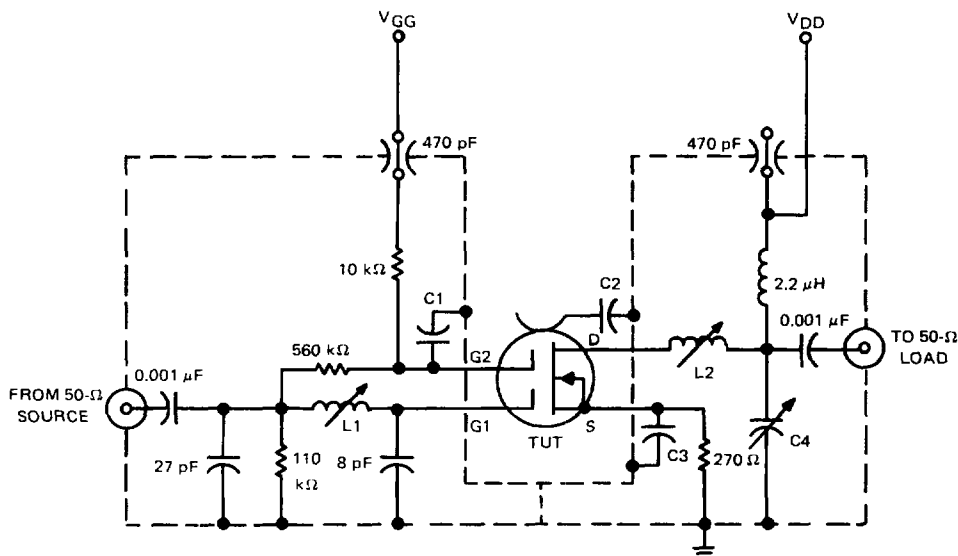 VGG
VDD
470 pF
470 pF
10 kΩ
C1
C2
2.2 μH
D
0.001 μF
560 kΩ
G2
TO 50-Ω
LOAD
0.001 μF
L2
FROM 50-Ω
SOURCE
L1
G1
S
TUT
C4
27 pF
110
kΩ
8 pF
C3
270 Ω